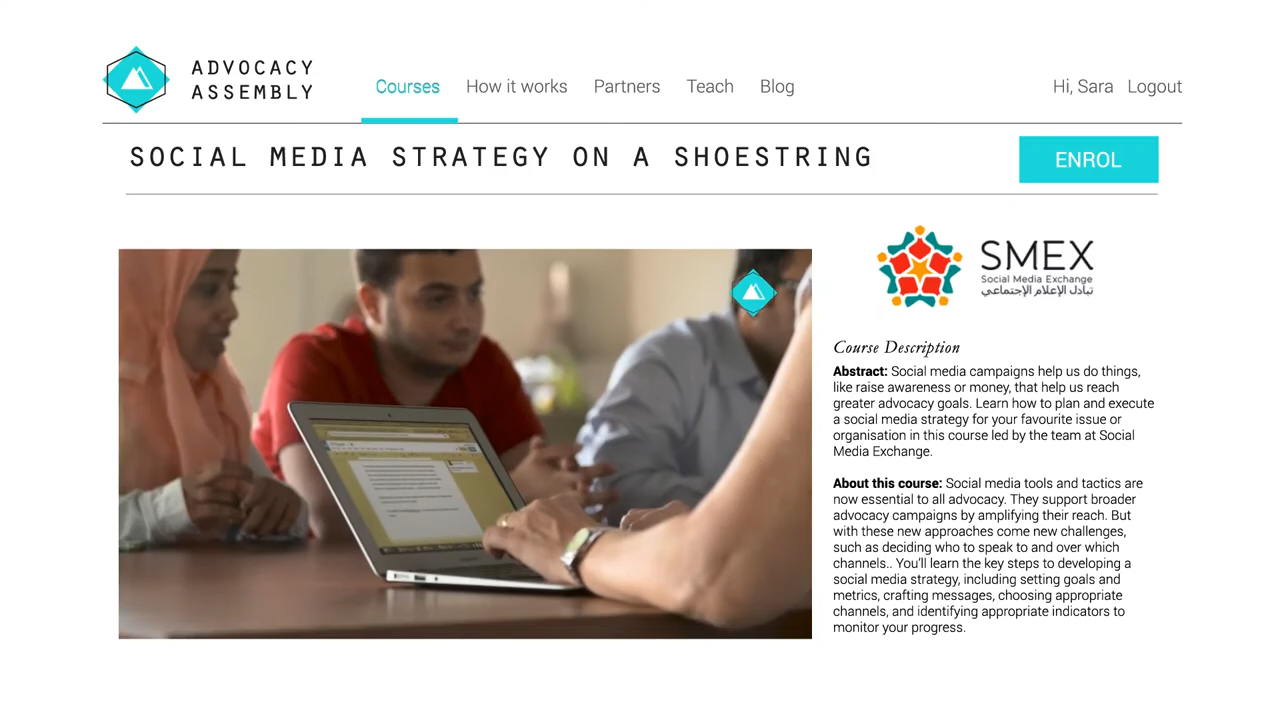 ADVOCACY
ASSEMBLY
Courses How it works Partners Teach Blog
Hi, Sara Logout
SOCIAL MEDIA STRATEGY ON A SHOESTRING
ENROL
SMEX
Social Media Exchange
تبادل الإعلام الإجتماعي
Course Description
Abstract: Social media campaigns help us do things,
like raise awareness or money, that help us reach
greater advocacy goals. Learn how to plan and execute
a social media strategy for your favourite issue or
organisation in this course led by the team at Social
Media Exchange.
About this course: Social media tools and tactics are
now essential to all advocacy. They support broader
advocacy campaigns by amplifying their reach. But
with these new approaches come new challenges,
such as deciding who to speak to and over which
channels.. You'll learn the key steps to developing a
social media strategy, including setting goals and
metrics, crafting messages, choosing appropriate
channels, and identifying appropriate indicators to
monitor your progress.